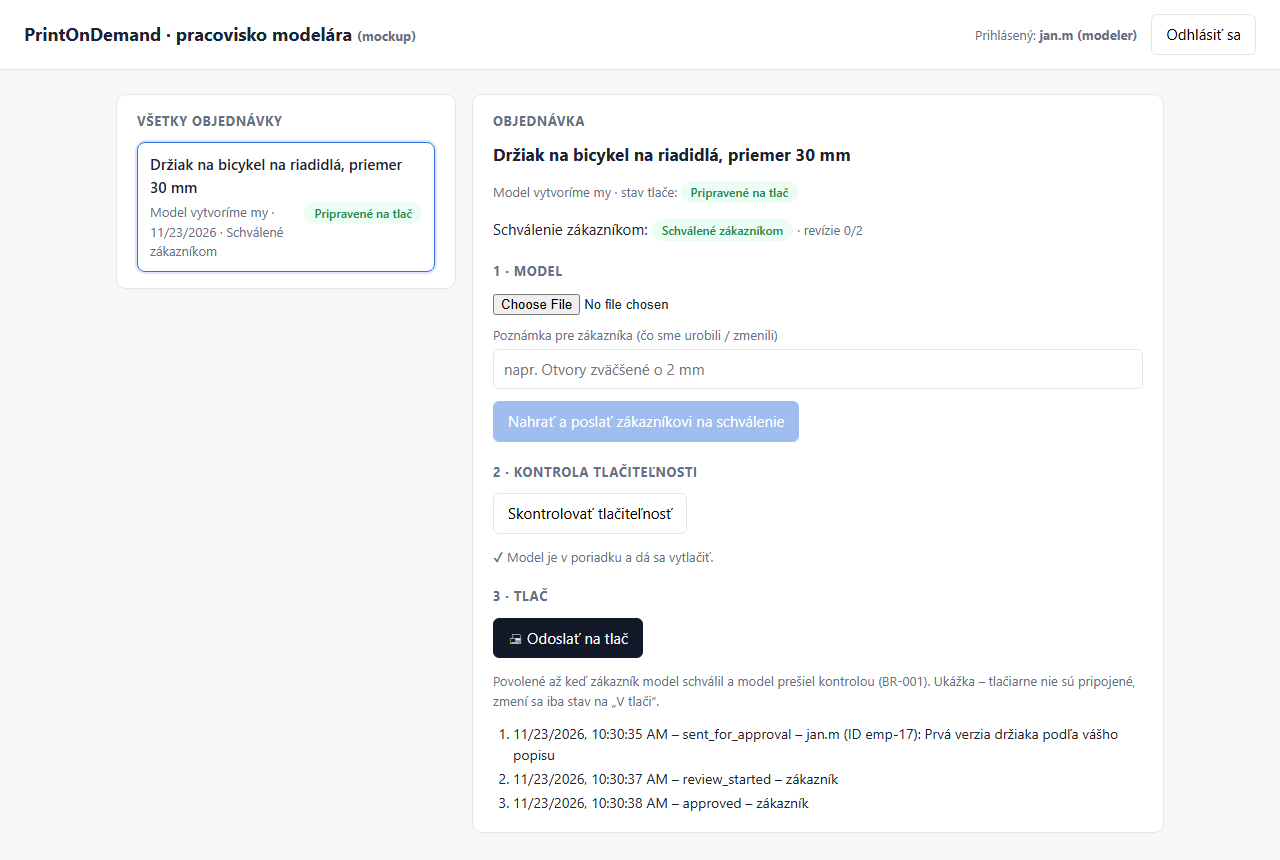 PrintOnDemand · pracovisko modelára (mockup)
Prihlásený: jan.m (modeler)
Odhlásiť sa
VŠETKY OBJEDNÁVKY
Držiak na bicykel na riadidlá, priemer
30 mm
Model vytvoríme my ·
11/23/2026 · Schválené
zákazníkom
Pripravené na tlač
OBJEDNÁVKA
Držiak na bicykel na riadidlá, priemer 30 mm
Model vytvoríme my · stav tlače: Pripravené na tlač
Schválenie zákazníkom: Schválené zákazníkom · revízie 0/2
1 · MODEL
Choose File No file chosen
Poznámka pre zákazníka (čo sme urobili / zmenili)
napr. Otvory zväčšené o 2 mm
Nahrať a poslať zákazníkovi na schválenie
2 · KONTROLA TLAČITEĽNOSTI
Skontrolovať tlačiteľnosť
✓ Model je v poriadku a dá sa vytlačiť.
3 · TLAČ
Odoslať na tlač
Povolené až keď zákazník model schválil a model prešiel kontrolou (BR-001). Ukážka – tlačiarne nie sú pripojené,
zmení sa iba stav na „V tlači“.
1. 11/23/2026, 10:30:35 AM – sent_for_approval – jan.m (ID emp-17): Prvá verzia držiaka podľa vášho
popisu
2. 11/23/2026, 10:30:37 AM – review_started – zákazník
3. 11/23/2026, 10:30:38 AM – approved – zákazník